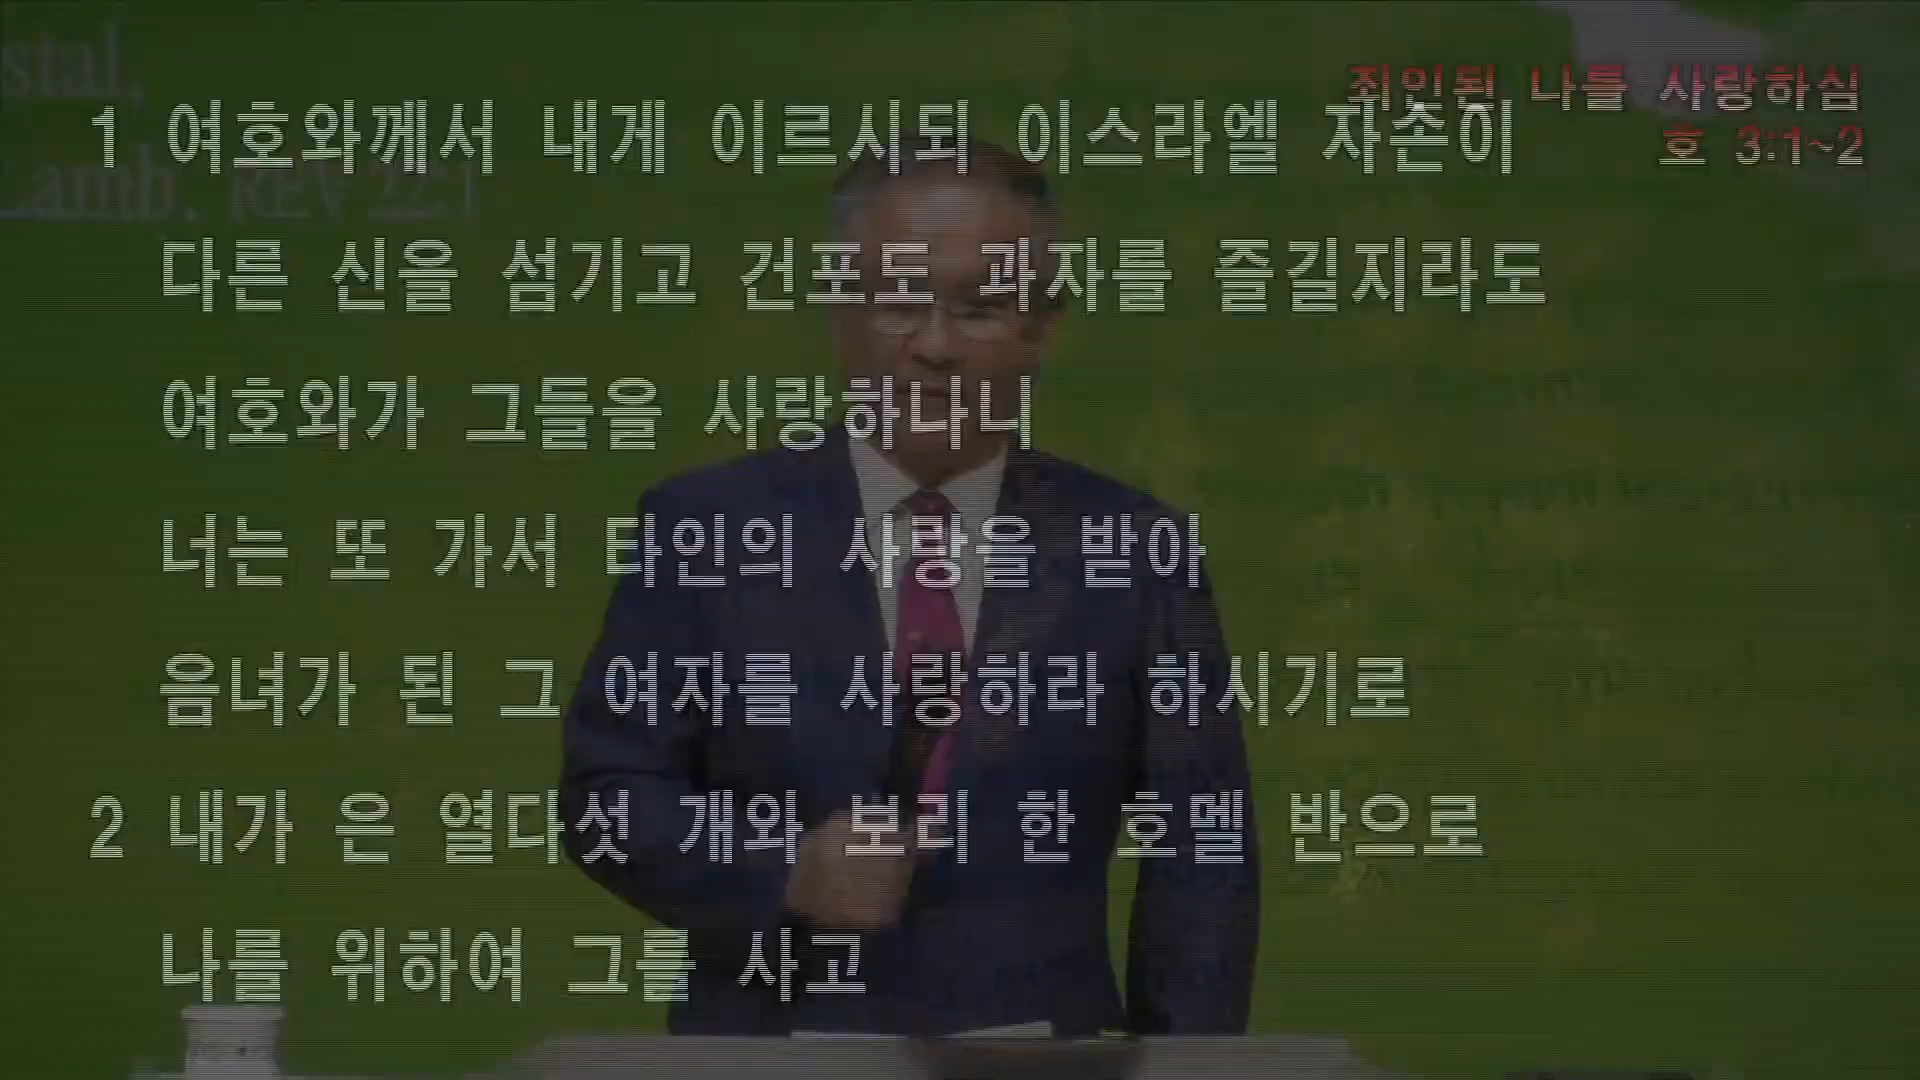 stal,
Lamb, REV 22:1
죄인된 나를 사랑하심
호 3:1~2
1 여호와께서 내게 이르시되 이스라엘 자손이
다른 신을 섬기고 건포도 과자를 즐길지라도
여호와가 그들을 사랑하나니
너는 또 가서 타인의 사랑을 받아
음녀가 된 그 여자를 사랑하라 하시기로
2 내가 은 열다섯 개와 보리 한 호멜 반으로
나를 위하여 그를 사고